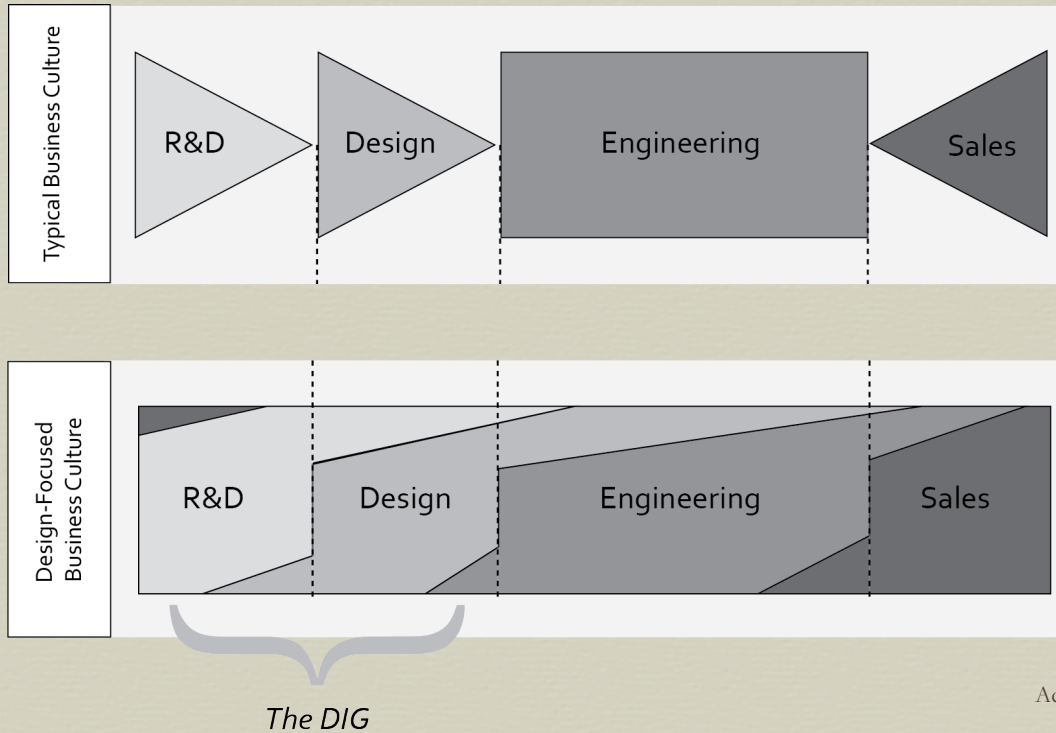 Typical Business Culture
R&D
Design
Engineering
Sales
Design-Focused
Business Culture
R&D
Design
Engineering
Sales
The DIG